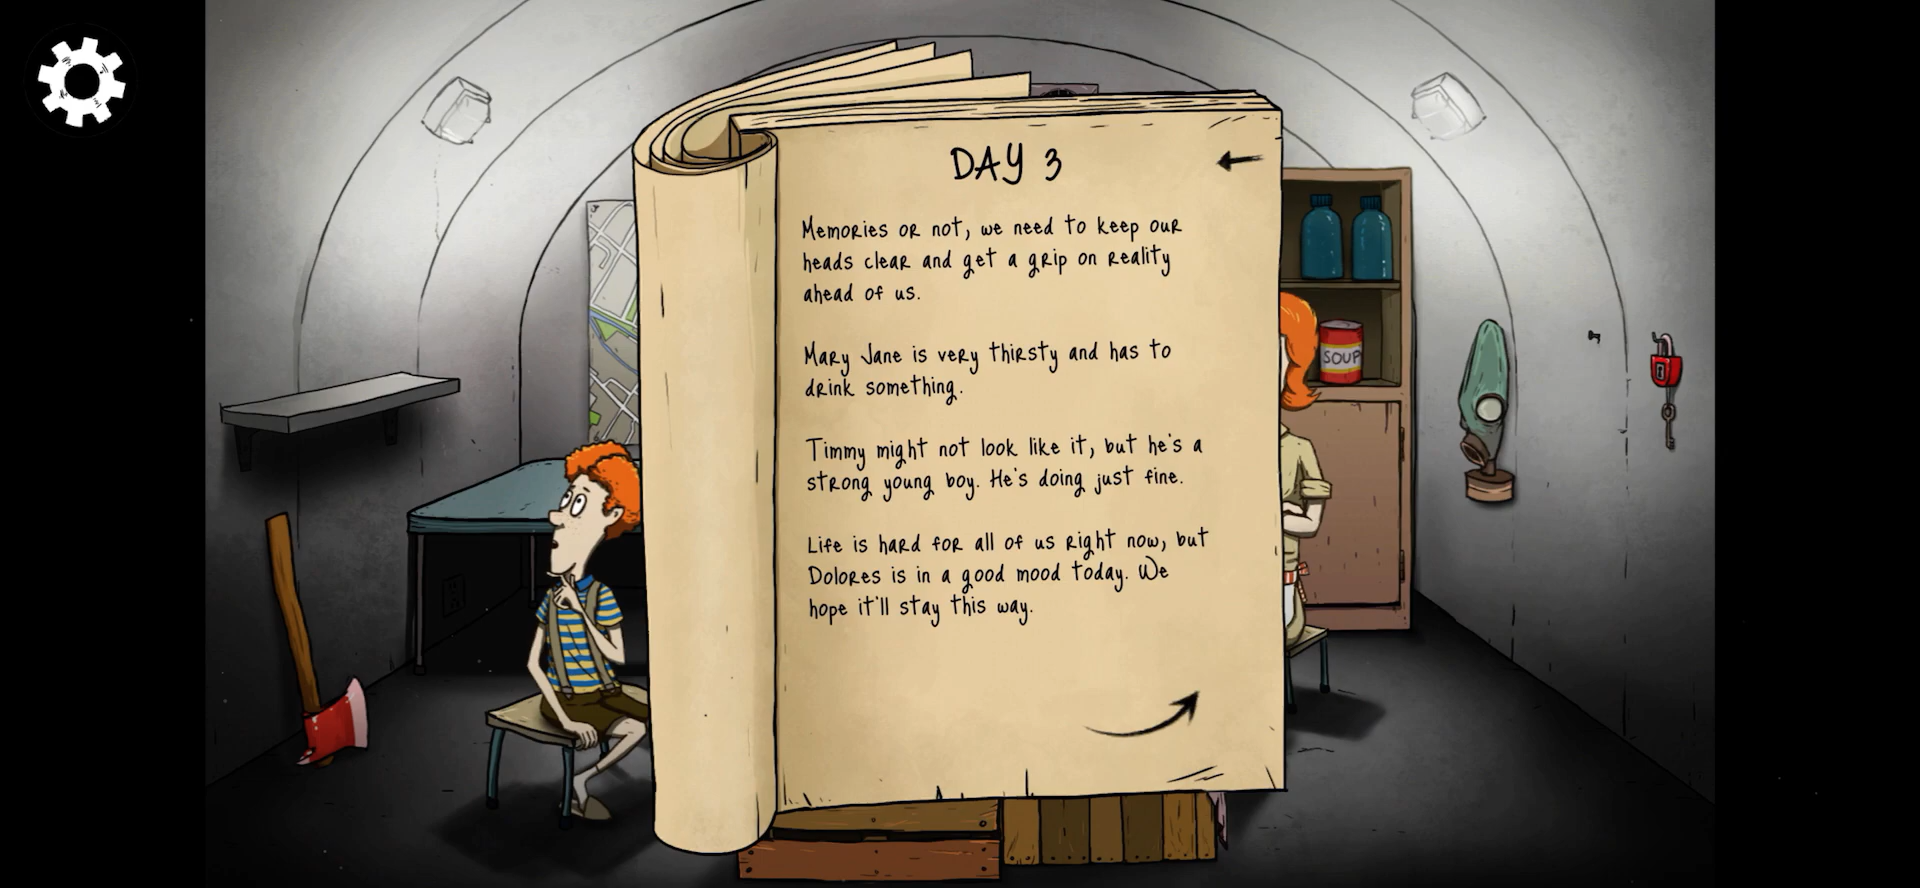 DAY 3
Memories or not, we need to keep our
heads clear and get a grip on reality
ahead of us.
Mary Jane is very thirsty and has to
drink something.
Timmy might not look like it, but he's a
strong young boy. He's doing just fine.
Life is hard for all of us right now, but
Dolores is in a good mood today. We
hope it'll stay this way.
SOUP